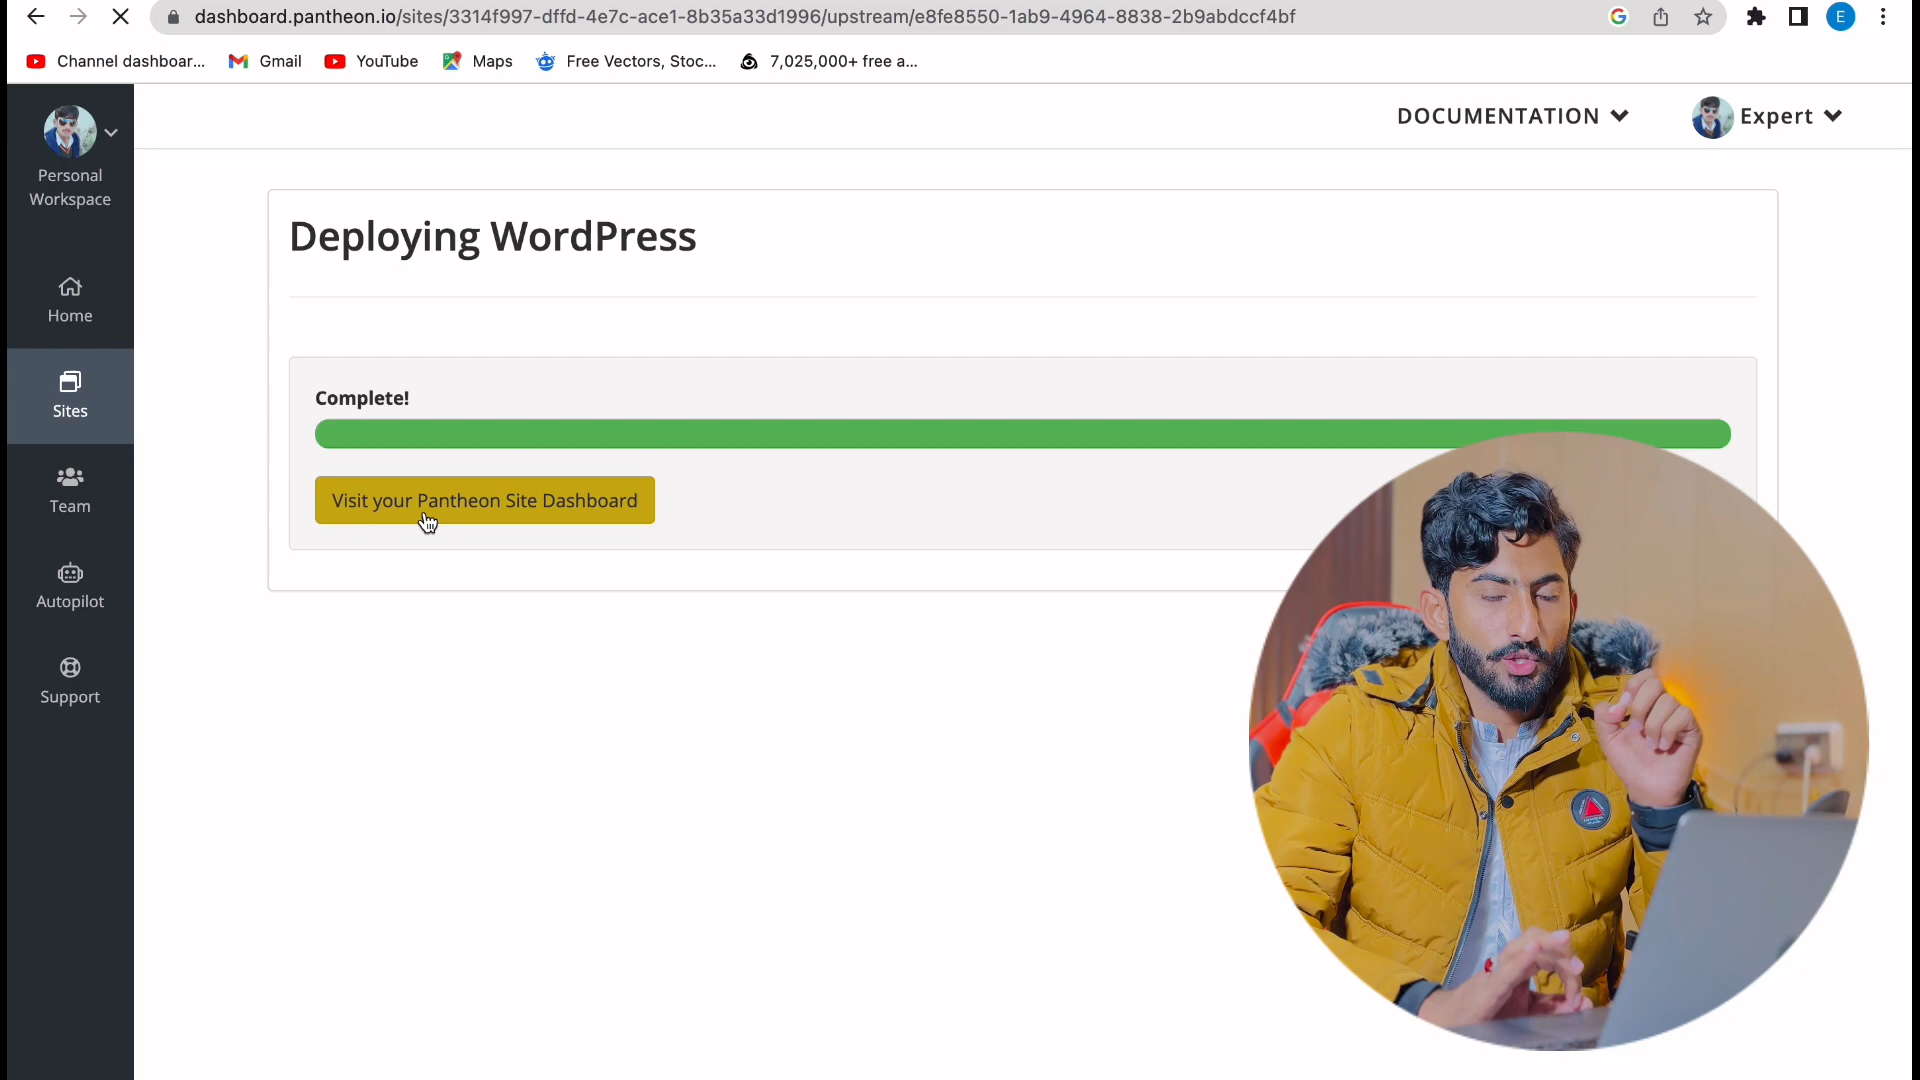 dashboard.pantheon.io/sites/3314f997-dffd-4e7c-ace1-8b35a33d1996/upstream/e8fe8550-1ab9-4964-8838-2b9abdccf4bf
E
Channel dashboar...
Gmail
YouTube
Maps
Free Vectors, Stoc...
7,025,000+ free a...
DOCUMENTATION
Expert
Personal
Workspace
Home
Sites
Team
Autopilot
Support
Deploying WordPress
Complete!
Visit your Pantheon Site Dashboard